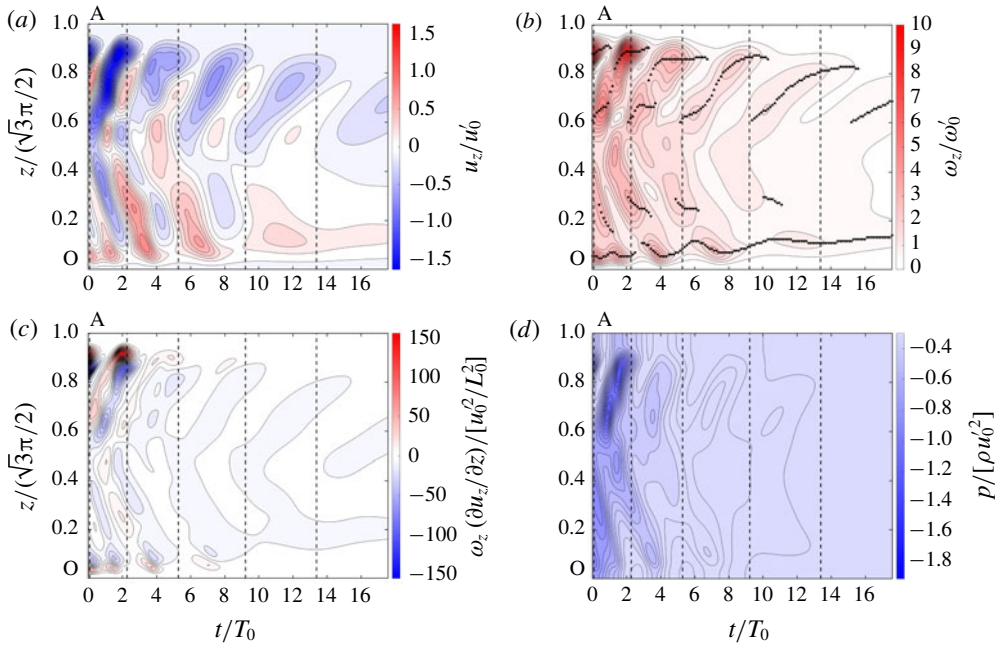 (a) A
1.0
0.8
0.6
0.4
0.2
O
z/(√3π/2)
0 2 4 6 8 10 12 14 16
1.5
1.0
0.5
0
−0.5
−1.0
−1.5
u_z/u′_0
(b) A
1.0
0.8
0.6
0.4
0.2
O
0 2 4 6 8 10 12 14 16
10
9
8
7
6
5
4
3
2
1
0
ω_z/ω′_0
(c) A
1.0
0.8
0.6
0.4
0.2
O
z/(√3π/2)
0 2 4 6 8 10 12 14 16
t/T_0
150
100
50
0
−50
−100
−150
ω_z (∂u_z/∂z)/[u′_0^2/L_0^2]
(d) A
1.0
0.8
0.6
0.4
0.2
O
0 2 4 6 8 10 12 14 16
t/T_0
−0.4
−0.6
−0.8
−1.0
−1.2
−1.4
−1.6
−1.8
p/[ρu′_0^2]